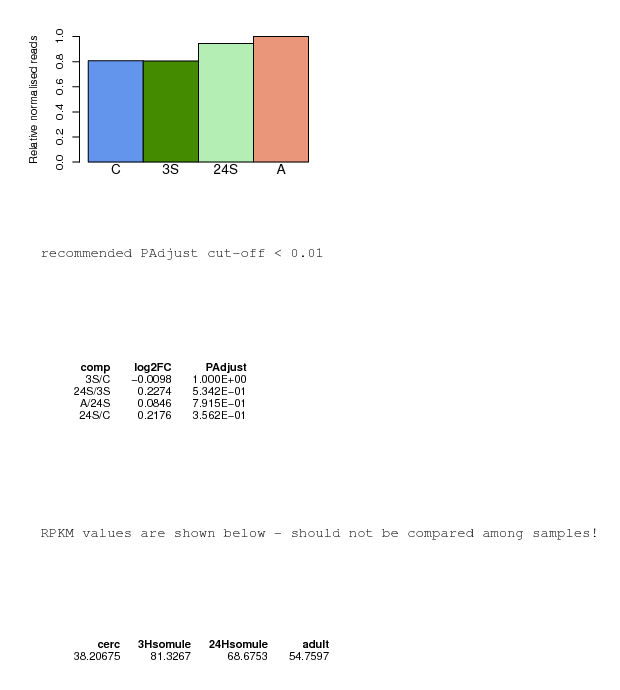 Relative normalised reads
1.0
0.8
0.6
0.4
0.2
0.0
C 3S 24S A
recommended PAdjust cut-off < 0.01
comp log2FC PAdjust
3S/C −0.0098 1.000E+00
24S/3S 0.2274 5.342E−01
A/24S 0.0846 7.915E−01
24S/C 0.2176 3.562E−01
RPKM values are shown below - should not be compared among samples!
cerc 3Hsomule 24Hsomule adult
38.20675 81.3267 68.6753 54.7597